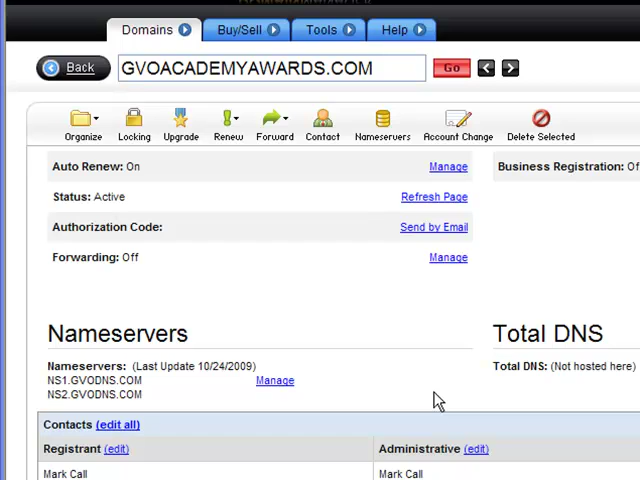 Domains Buy/Sell Tools Help
Back GVOACADEMYAWARDS.COM Go
Organize Locking Upgrade Renew Forward Contact Nameservers Account Change Delete Selected
Auto Renew: On Manage Business Registration: Of
Status: Active Refresh Page
Authorization Code: Send by Email
Forwarding: Off Manage
Nameservers Total DNS
Nameservers: (Last Update 10/24/2009) Total DNS: (Not hosted here)
NS1.GVODNS.COM Manage
NS2.GVODNS.COM
Contacts (edit all)
Registrant (edit) Administrative (edit)
Mark Call Mark Call